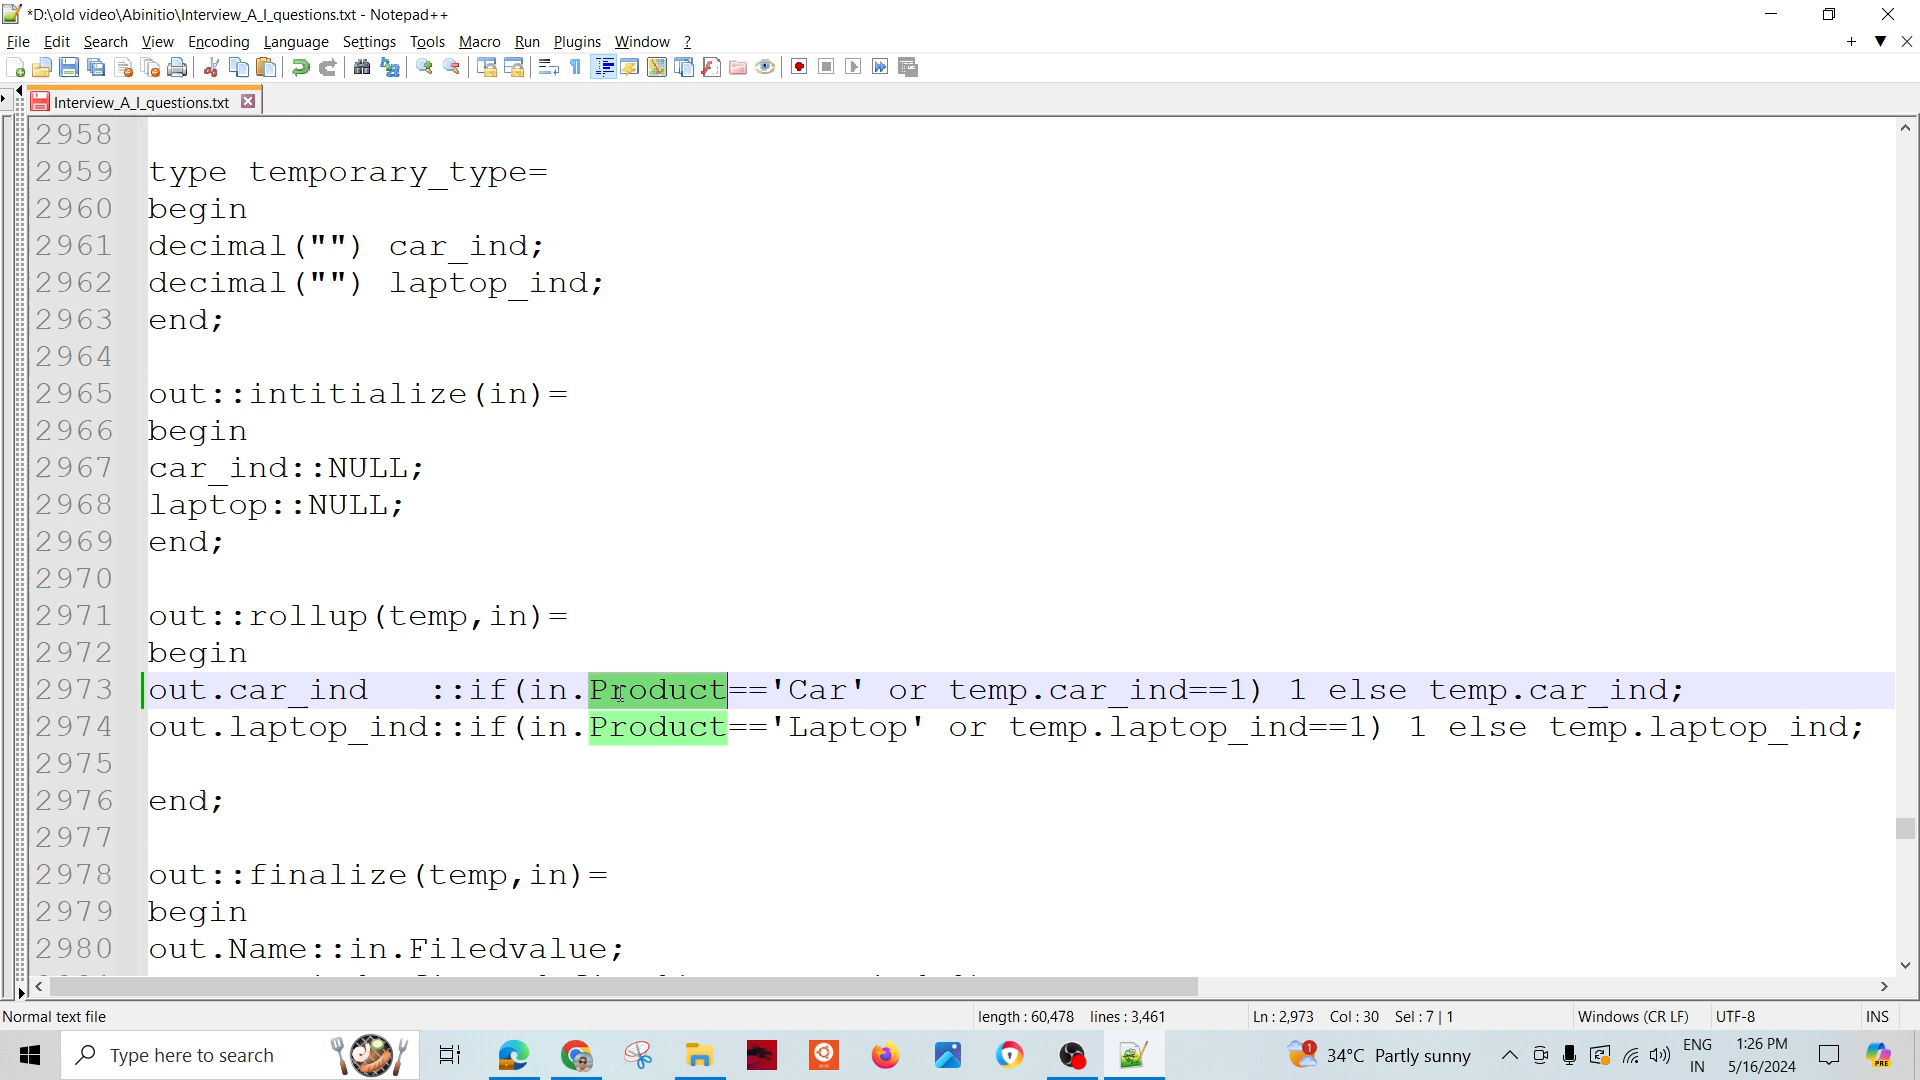 *D:\old video\Abinitio\Interview_A_I_questions.txt - Notepad++
File Edit Search View Encoding Language Settings Tools Macro Run Plugins Window ?
Interview_A_I_questions.txt
2958
2959 type temporary_type=
2960 begin
2961 decimal("") car_ind;
2962 decimal("") laptop_ind;
2963 end;
2964
2965 out::intitialize(in)=
2966 begin
2967 car_ind::NULL;
2968 laptop::NULL;
2969 end;
2970
2971 out::rollup(temp,in)=
2972 begin
2973 out.car_ind   ::if(in.Product=='Car' or temp.car_ind==1) 1 else temp.car_ind;
2974 out.laptop_ind::if(in.Product=='Laptop' or temp.laptop_ind==1) 1 else temp.laptop_ind;
2975
2976 end;
2977
2978 out::finalize(temp,in)=
2979 begin
2980 out.Name::in.Filedvalue;
Normal text file length : 60,478 lines : 3,461 Ln : 2,973 Col : 30 Sel : 7 | 1 Windows (CR LF) UTF-8 INS
Type here to search 1 34°C Partly sunny ENG IN 1:26 PM 5/16/2024 PRE